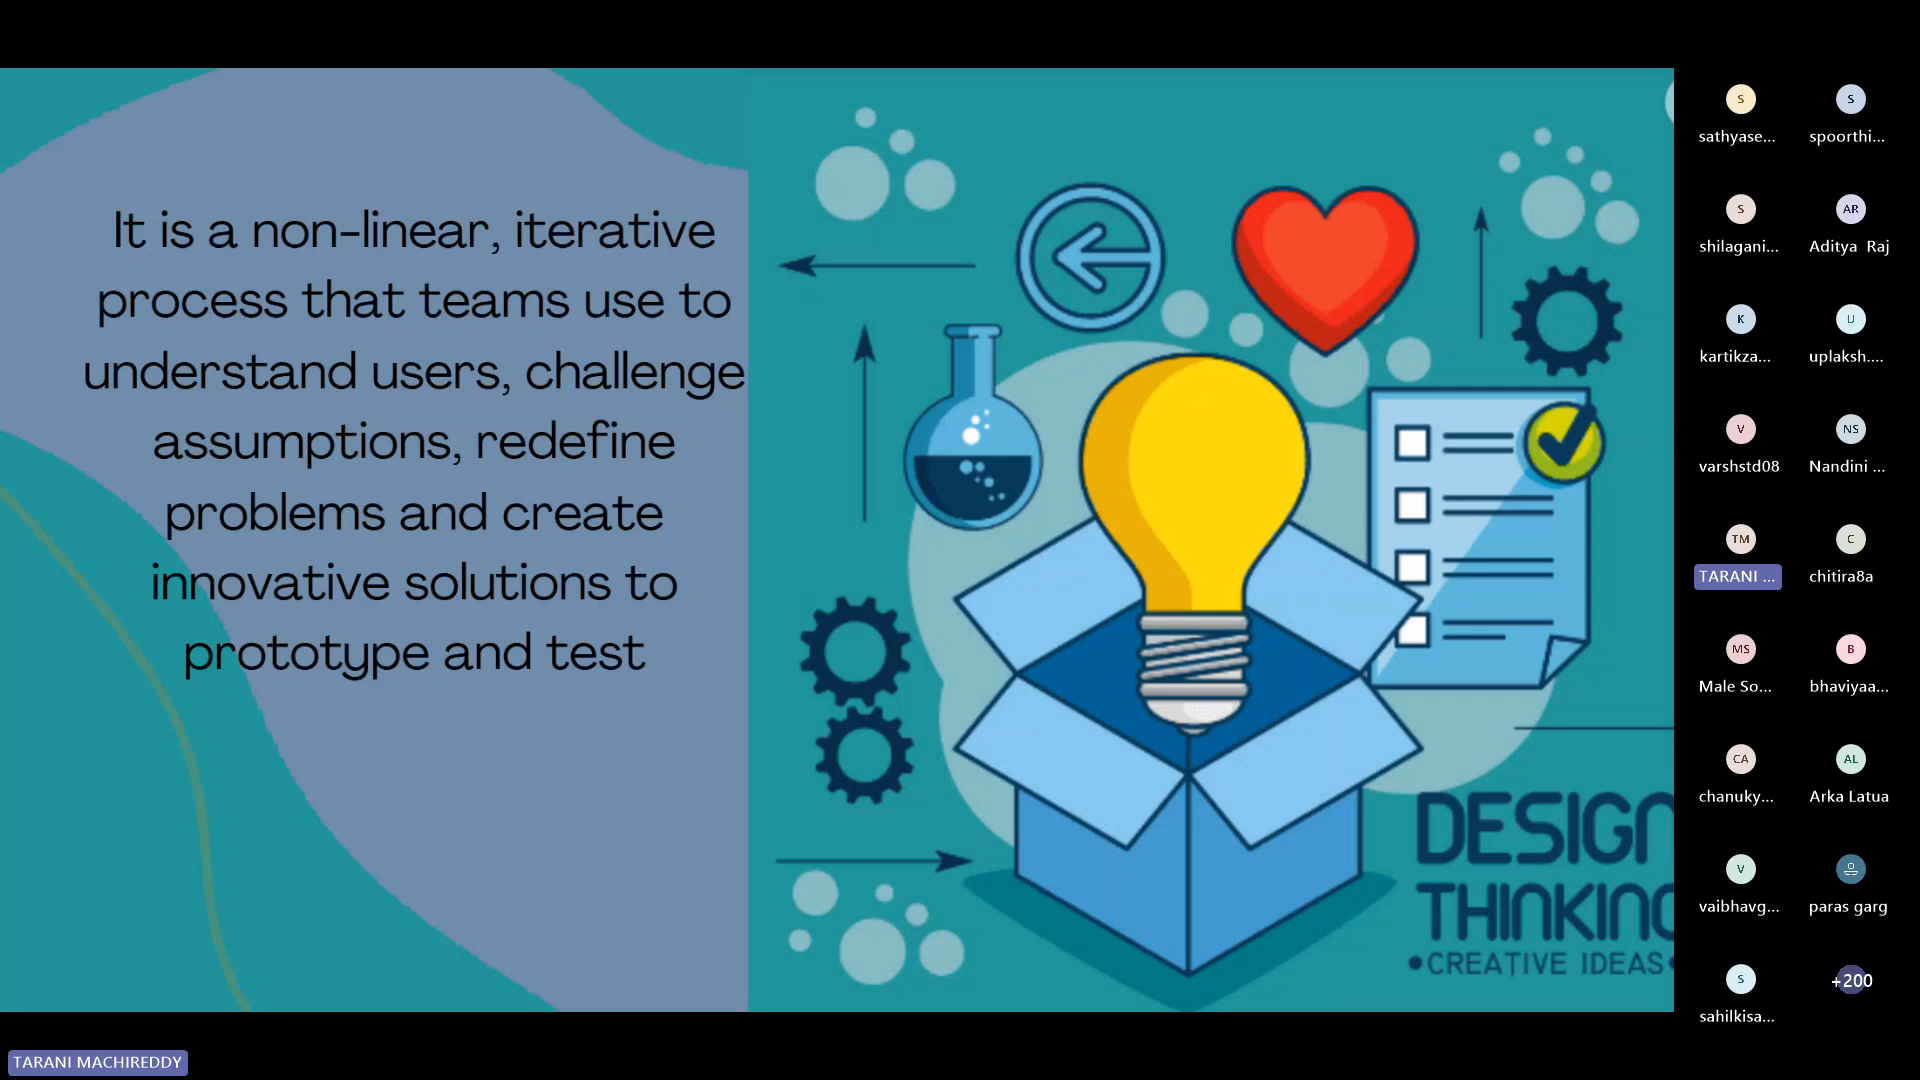 It is a non-linear, iterative
process that teams use to
understand users, challenge
assumptions, redefine
problems and create
innovative solutions to
prototype and test
DESIGN
THINKING
•CREATIVE IDEAS•
S
sathyase...
S
spoorthi...
S
shilagani...
AR
Aditya Raj
K
kartikza...
U
uplaksh....
V
varshstd08
NS
Nandini ...
TM
TARANI ...
C
chitira8a
MS
Male So...
B
bhaviyaa...
CA
chanuky...
AL
Arka Latua
V
vaibhavg...
paras garg
S
sahilkisa...
+200
TARANI MACHIREDDY